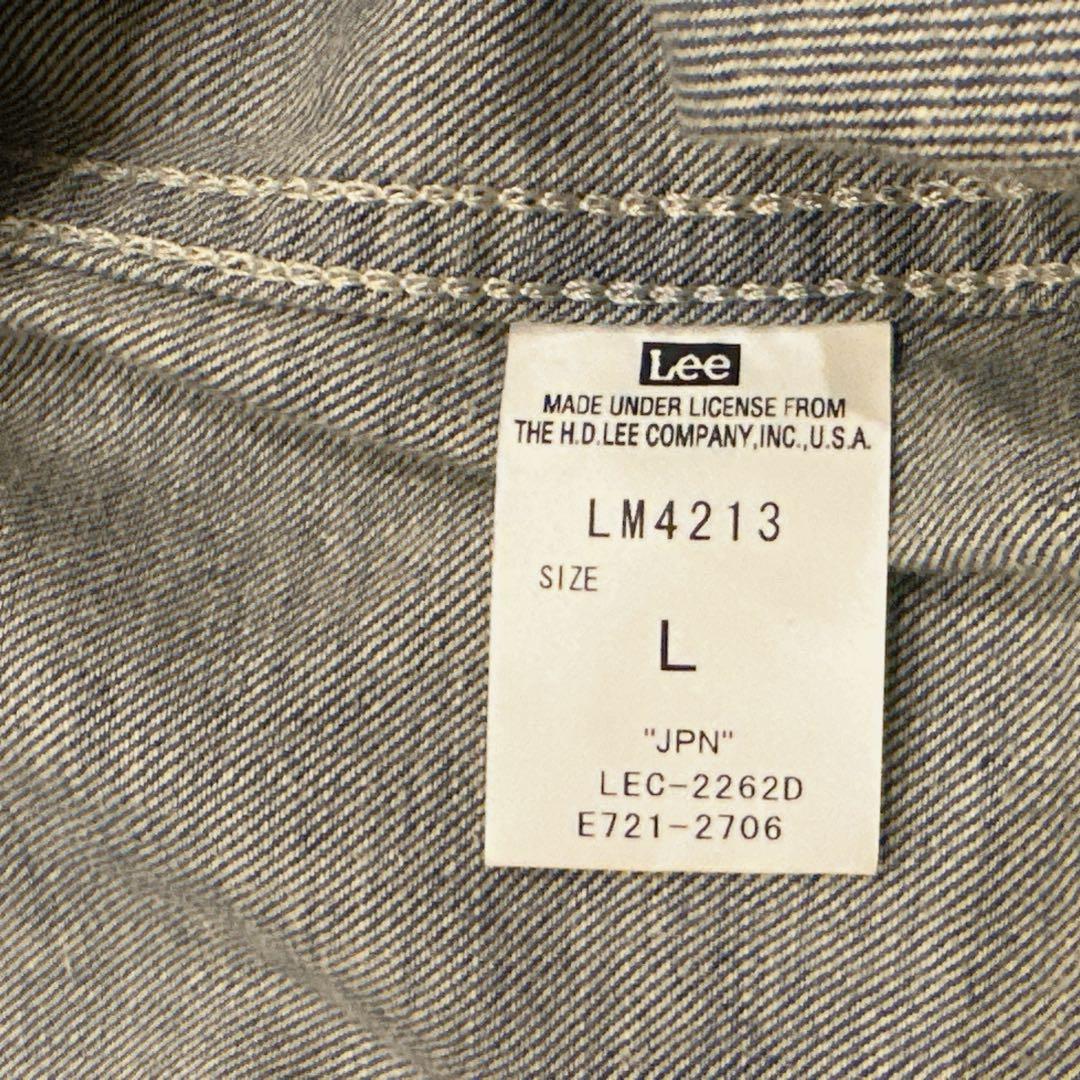 Lee
MADE UNDER LICENSE FROM
THE H.D.LEE COMPANY,INC.,U.S.A.
LM4213
SIZE
L
"JPN"
LEC-2262D
E721-2706